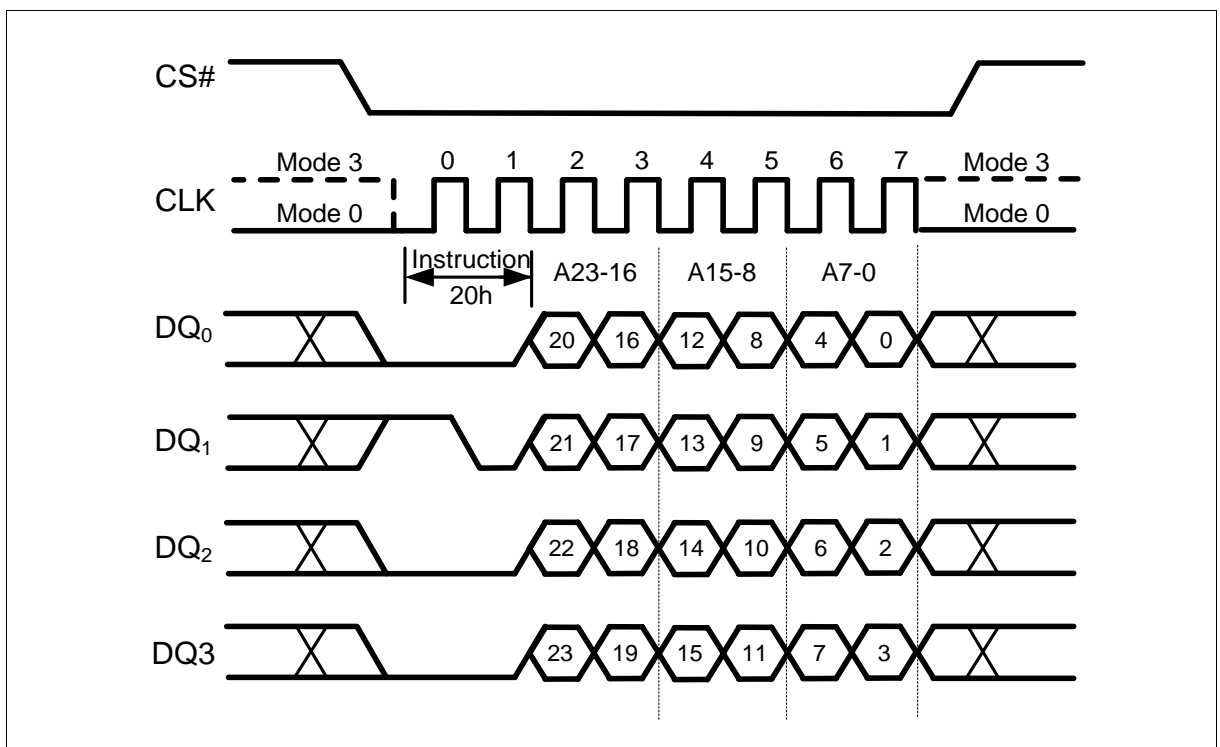 CS#
Mode 3 0 1 2 3 4 5 6 7 Mode 3
CLK
Mode 0 Mode 0
Instruction A23-16 A15-8 A7-0
20h
DQ0 20 16 12 8 4 0
DQ1 21 17 13 9 5 1
DQ2 22 18 14 10 6 2
DQ3 23 19 15 11 7 3